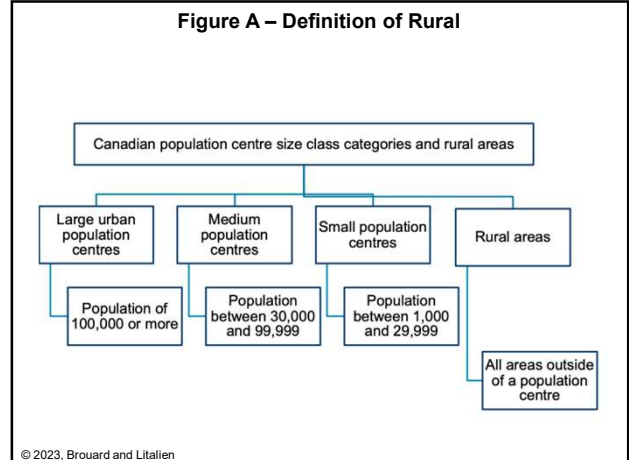 Figure A – Definition of Rural
Canadian population centre size class categories and rural areas
Large urban
population
centres
Medium
population
centres
Small population
centres
Rural areas
Population of
100,000 or more
Population
between 30,000
and 99,999
Population
between 1,000
and 29,999
All areas outside
of a population
centre
© 2023, Brouard and Litalien